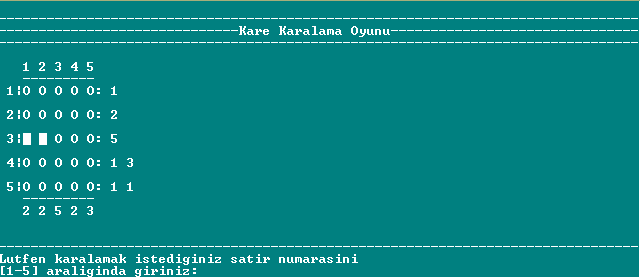 Kare Karalama Oyunu
1 2 3 4 5
1|0 0 0 0 0: 1
2|0 0 0 0 0: 2
3|█ █ 0 0 0: 5
4|0 0 0 0 0: 1 3
5|0 0 0 0 0: 1 1
2 2 5 2 3
Lutfen karalamak istediginiz satir numarasini
[1-5] araliginda giriniz: